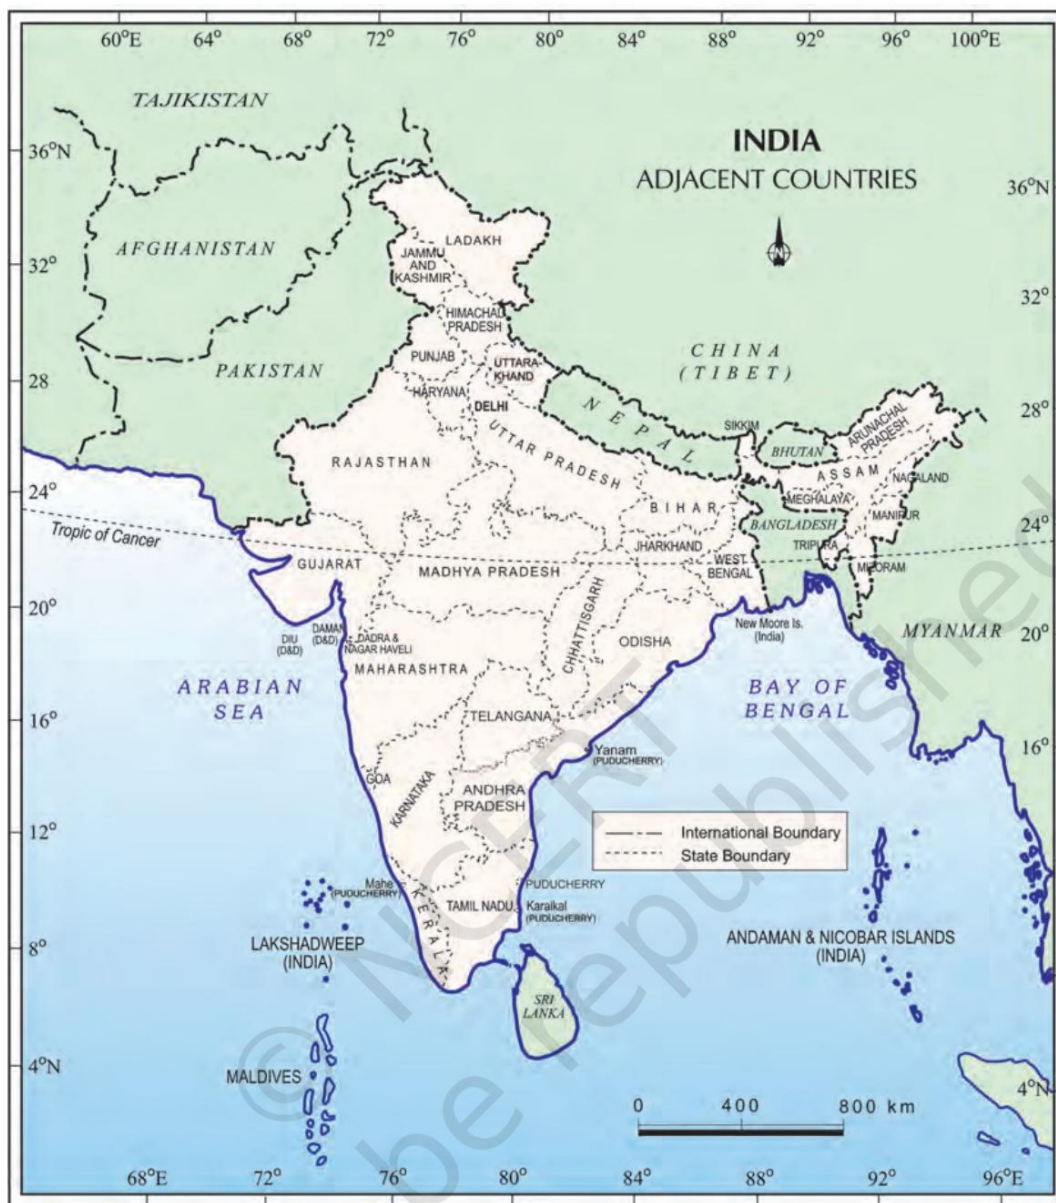 60°E 64° 68° 72° 76° 80° 84° 88° 92° 96° 100°E
TAJIKISTAN
INDIA
ADJACENT COUNTRIES
36°N
36°N
N
AFGHANISTAN
LADAKH
JAMMU
AND
KASHMIR
32°
32°
HIMACHAL
PRADESH
PUNJAB
UTTARA-
KHAND
CHINA
(TIBET)
PAKISTAN
28°
28°
HARYANA
DELHI
NEPAL
SIKKIM
BHUTAN
ARUNACHAL
PRADESH
UTTAR PRADESH
RAJASTHAN
ASSAM
NAGALAND
24°
24°
BIHAR
MEGHALAYA
MANIPUR
BANGLADESH
Tropic of Cancer
JHARKHAND
TRIPURA
WEST
BENGAL
MIZORAM
GUJARAT
MADHYA PRADESH
20°
20°
CHHATTISGARH
New Moore Is.
(India)
MYANMAR
DIU
(D&D)
DAMAN
(D&D)
DADRA &
NAGAR HAVELI
ODISHA
MAHARASHTRA
ARABIAN
SEA
BAY OF
BENGAL
16°
16°
TELANGANA
Yanam
(PUDUCHERRY)
GOA
KARNATAKA
ANDHRA
PRADESH
12°
12°
International Boundary
State Boundary
Mahe
(PUDUCHERRY)
PUDUCHERRY
KERALA
TAMIL NADU
Karaikal
(PUDUCHERRY)
LAKSHADWEEP
(INDIA)
ANDAMAN & NICOBAR ISLANDS
(INDIA)
8°
8°
SRI
LANKA
4°N
4°N
MALDIVES
0 400 800 km
68°E 72° 76° 80° 84° 88° 92° 96°E
© NCERT
be republished